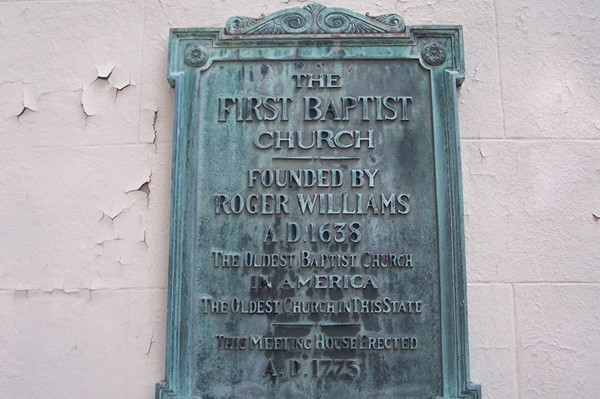 THE
FIRST BAPTIST
CHURCH
FOUNDED BY
ROGER WILLIAMS
A.D. 1638
THE OLDEST BAPTIST CHURCH
IN AMERICA
THE OLDEST CHURCH IN THIS STATE
THIS MEETING HOUSE ERECTED
A.D. 1775